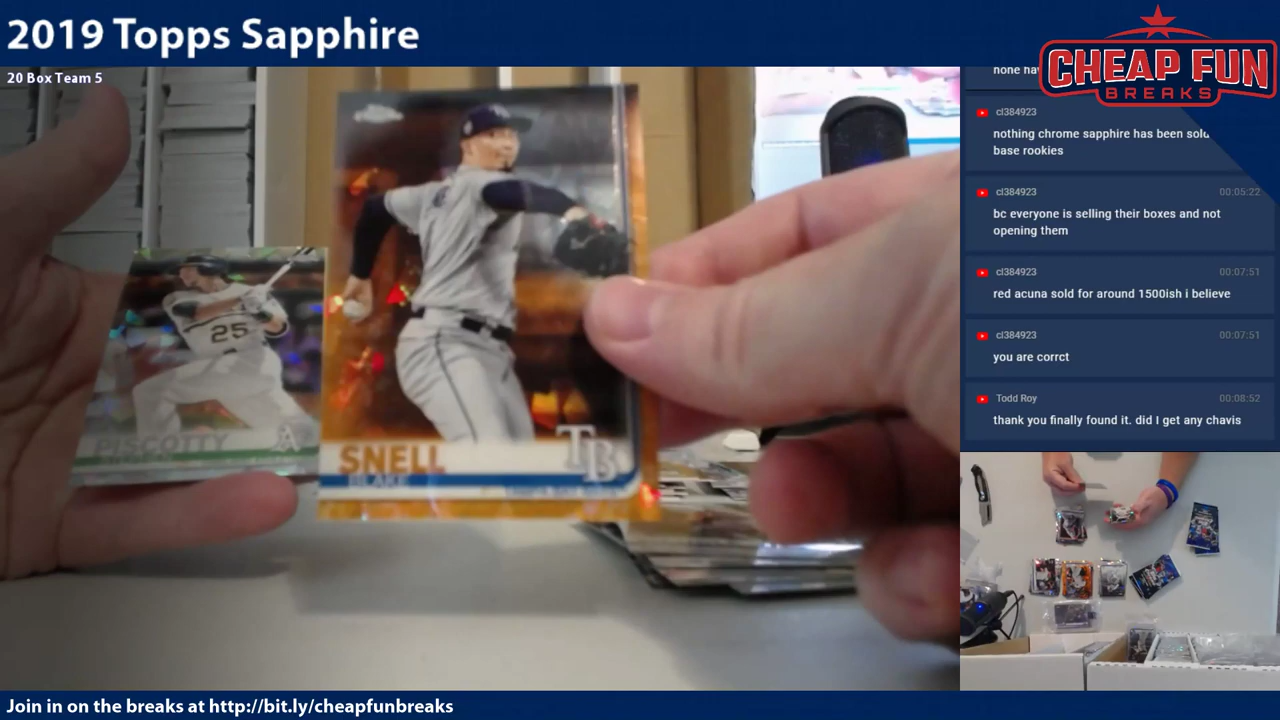 2019 Topps Sapphire
20 Box Team 5
CHEAP FUN
BREAKS
cl384923
nothing chrome sapphire has been sold
base rookies
cl384923
00:05:22
bc everyone is selling their boxes and not
opening them
cl384923
00:07:51
red acuna sold for around 1500ish i believe
cl384923
00:07:51
you are corrct
Todd Roy
00:08:52
thank you finally found it. did I get any chavis
25
PISCOTTY
A
SNELL
BLAKE
TB
Join in on the breaks at http://bit.ly/cheapfunbreaks